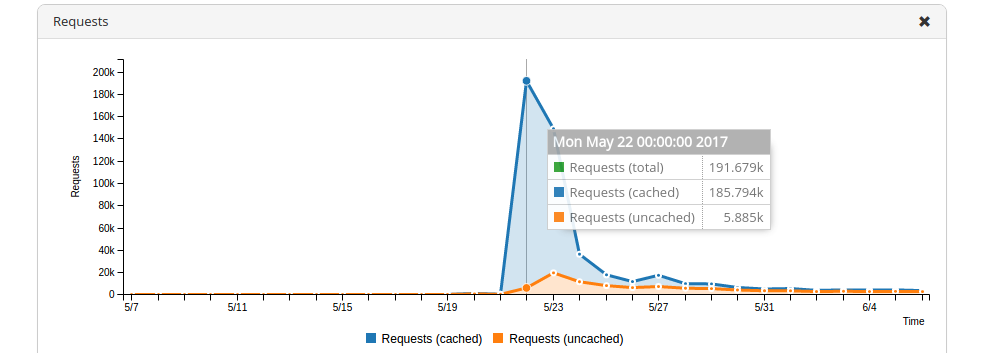 Requests ✖
200k
180k
160k
140k
120k
100k
80k
60k
40k
20k
0
Requests
Mon May 22 00:00:00 2017
Requests (total) 191.679k
Requests (cached) 185.794k
Requests (uncached) 5.885k
5/7 5/11 5/15 5/19 5/23 5/27 5/31 6/4
Time
Requests (cached) Requests (uncached)